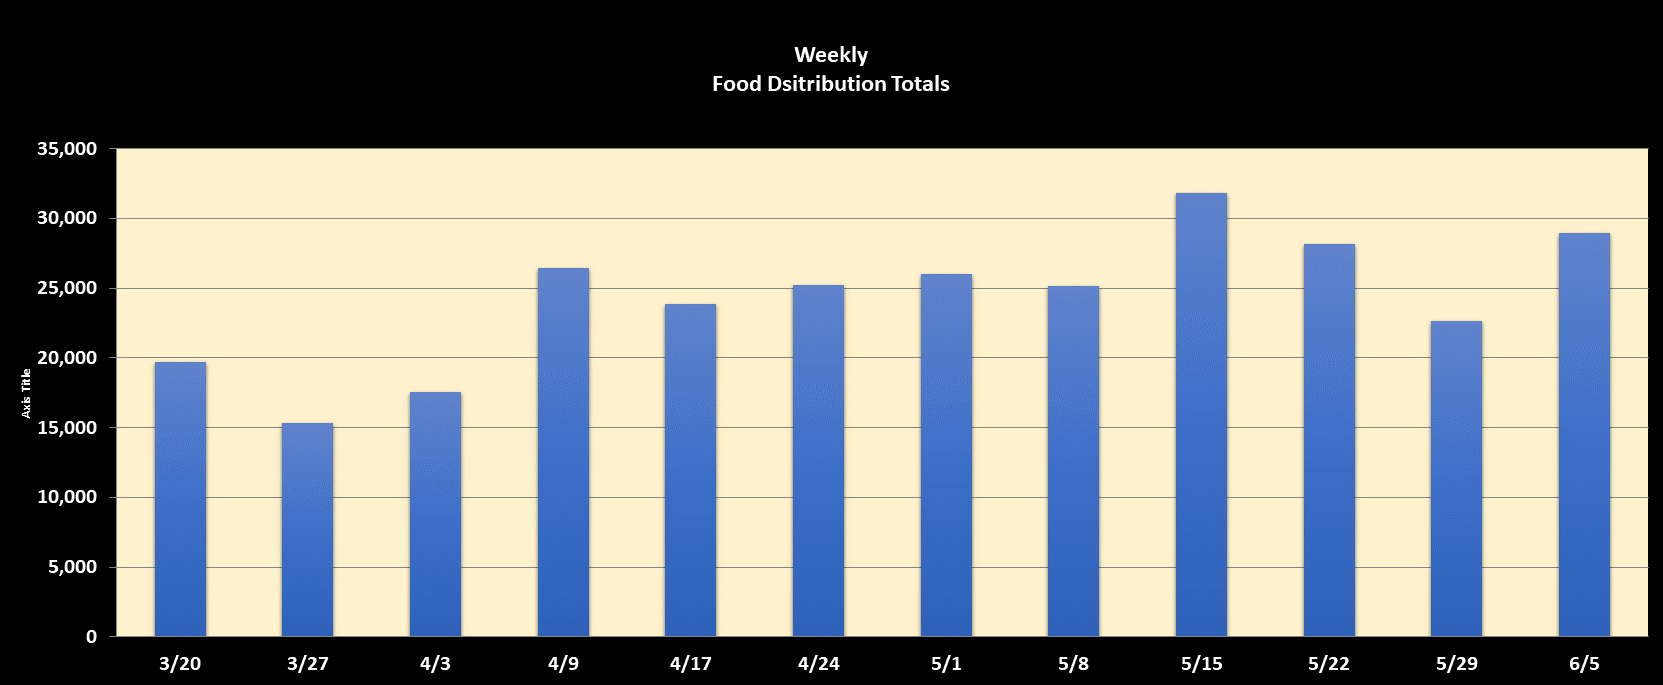 Weekly
Food Dsitribution Totals
35,000
30,000
25,000
20,000
15,000
10,000
5,000
0
Axis Title
3/20 3/27 4/3 4/9 4/17 4/24 5/1 5/8 5/15 5/22 5/29 6/5